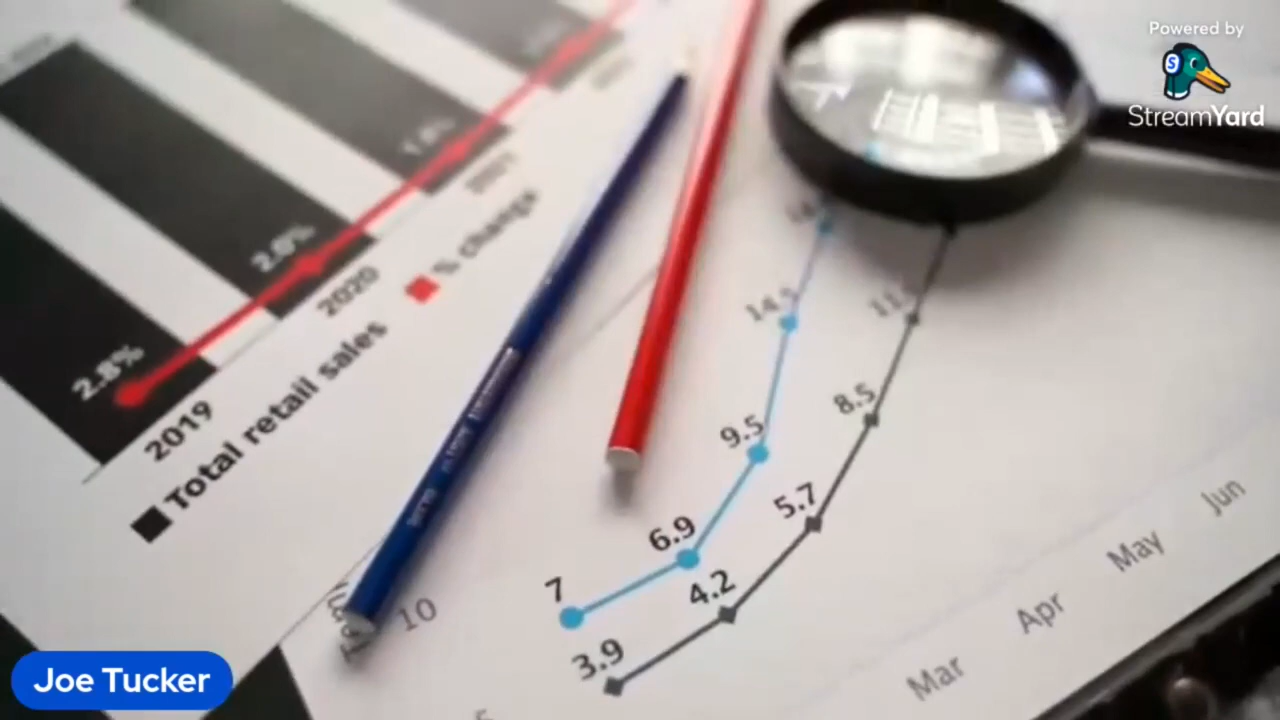 Powered by
StreamYard
2.8%
2.0%
2019
2020
2021
Total retail sales
% change
14.5
9.5
8.5
6.9
5.7
7
4.2
3.9
10
Mar
Apr
May
Jun
Joe Tucker